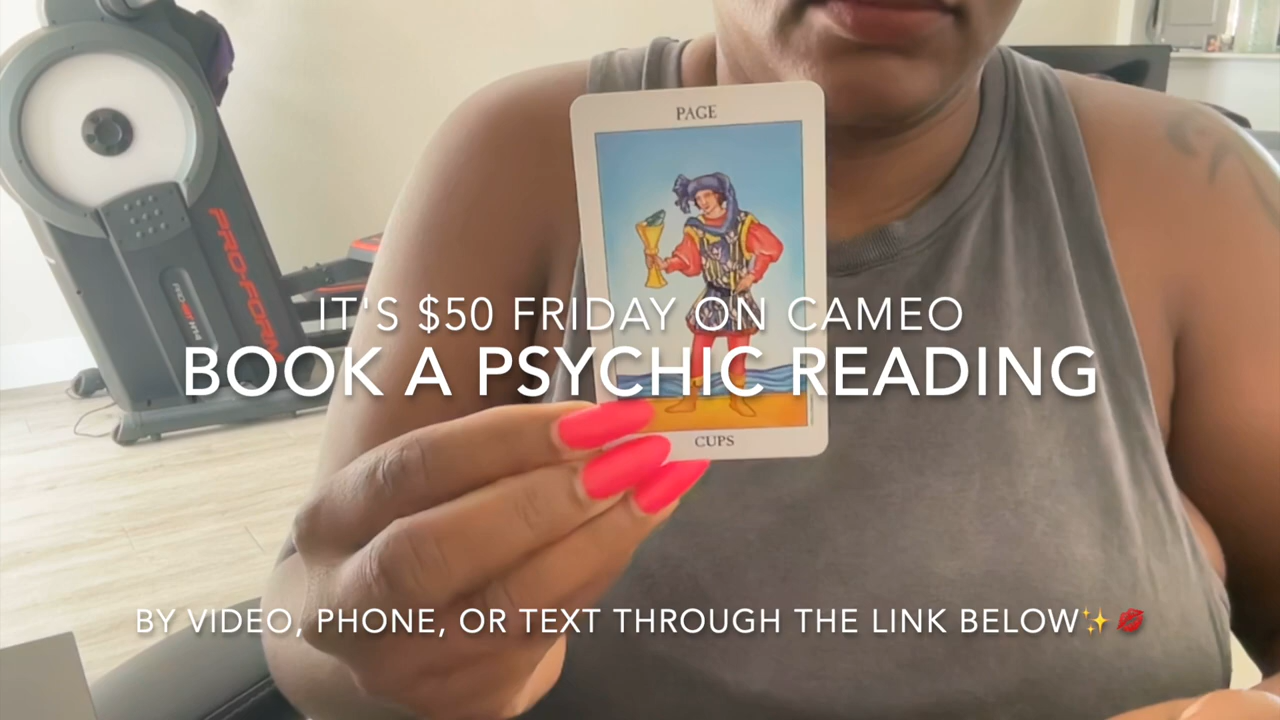 PAGE
IT'S $50 FRIDAY ON CAMEO
BOOK A PSYCHIC READING
CUPS
BY VIDEO, PHONE, OR TEXT THROUGH THE LINK BELOW✨💋
PRO-FORM